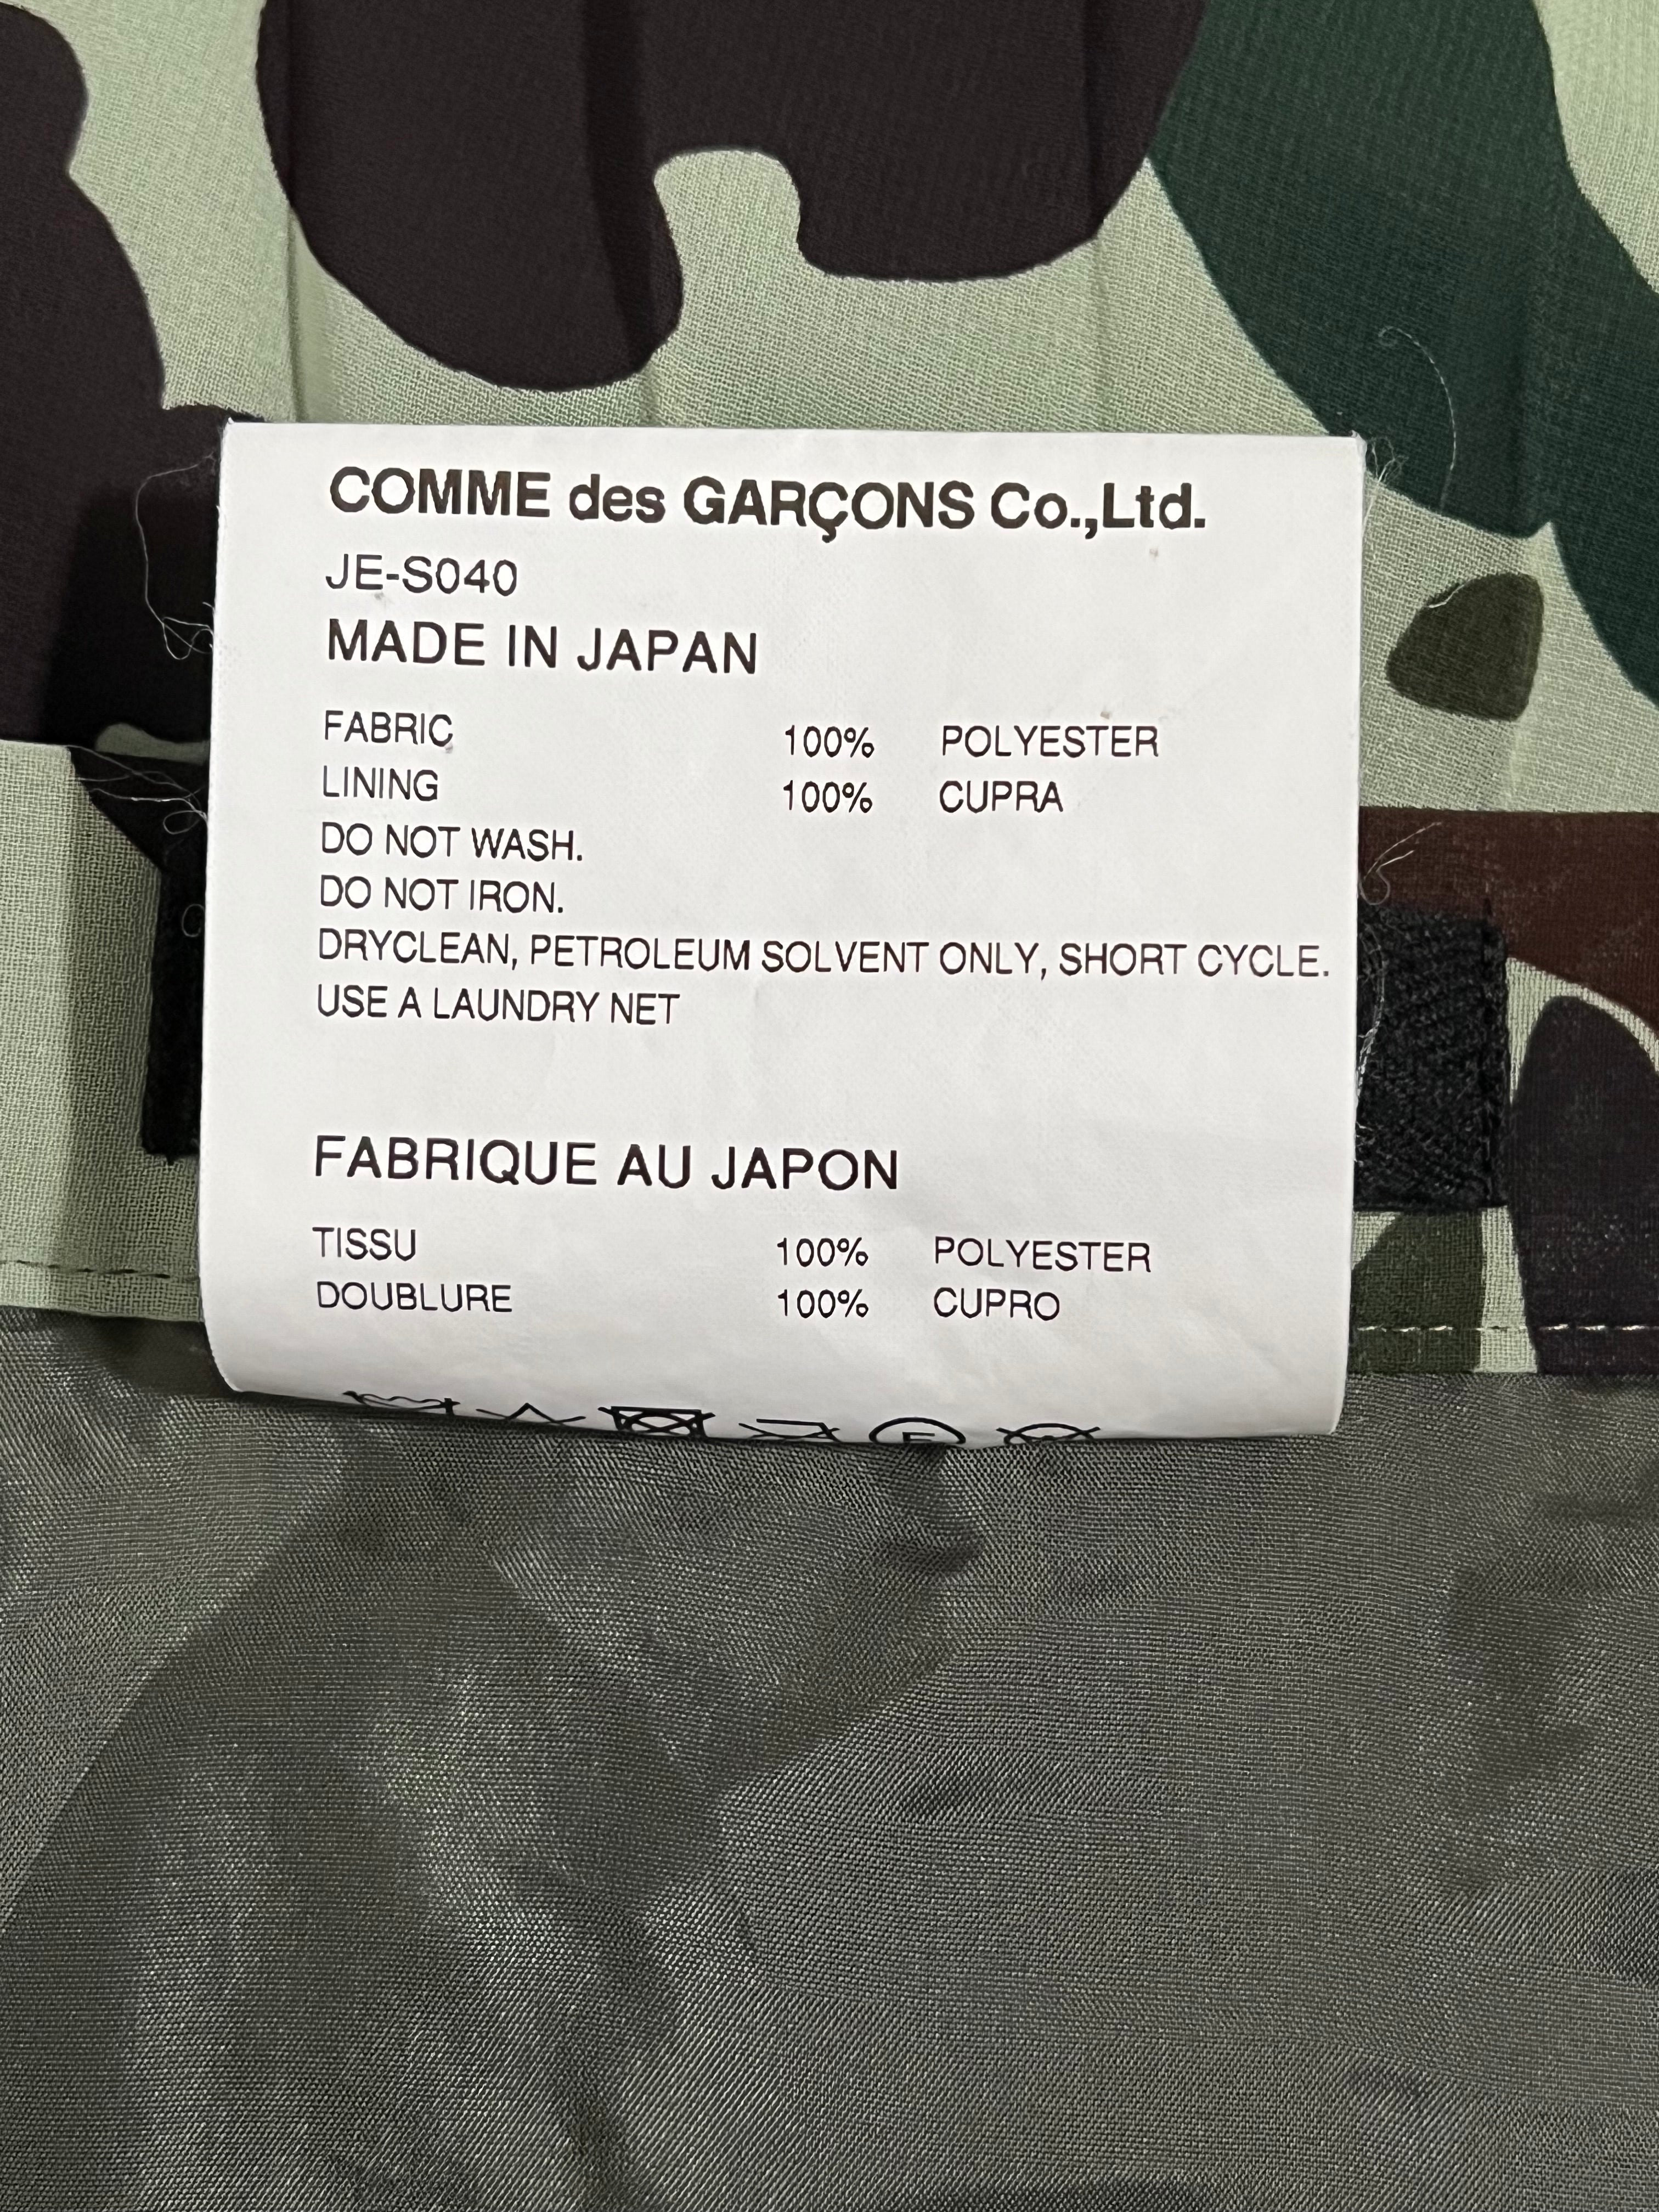 COMME des GARÇONS Co.,Ltd.
JE-S040
MADE IN JAPAN
FABRIC 100% POLYESTER
LINING 100% CUPRA
DO NOT WASH.
DO NOT IRON.
DRYCLEAN, PETROLEUM SOLVENT ONLY, SHORT CYCLE.
USE A LAUNDRY NET
FABRIQUE AU JAPON
TISSU 100% POLYESTER
DOUBLURE 100% CUPRO